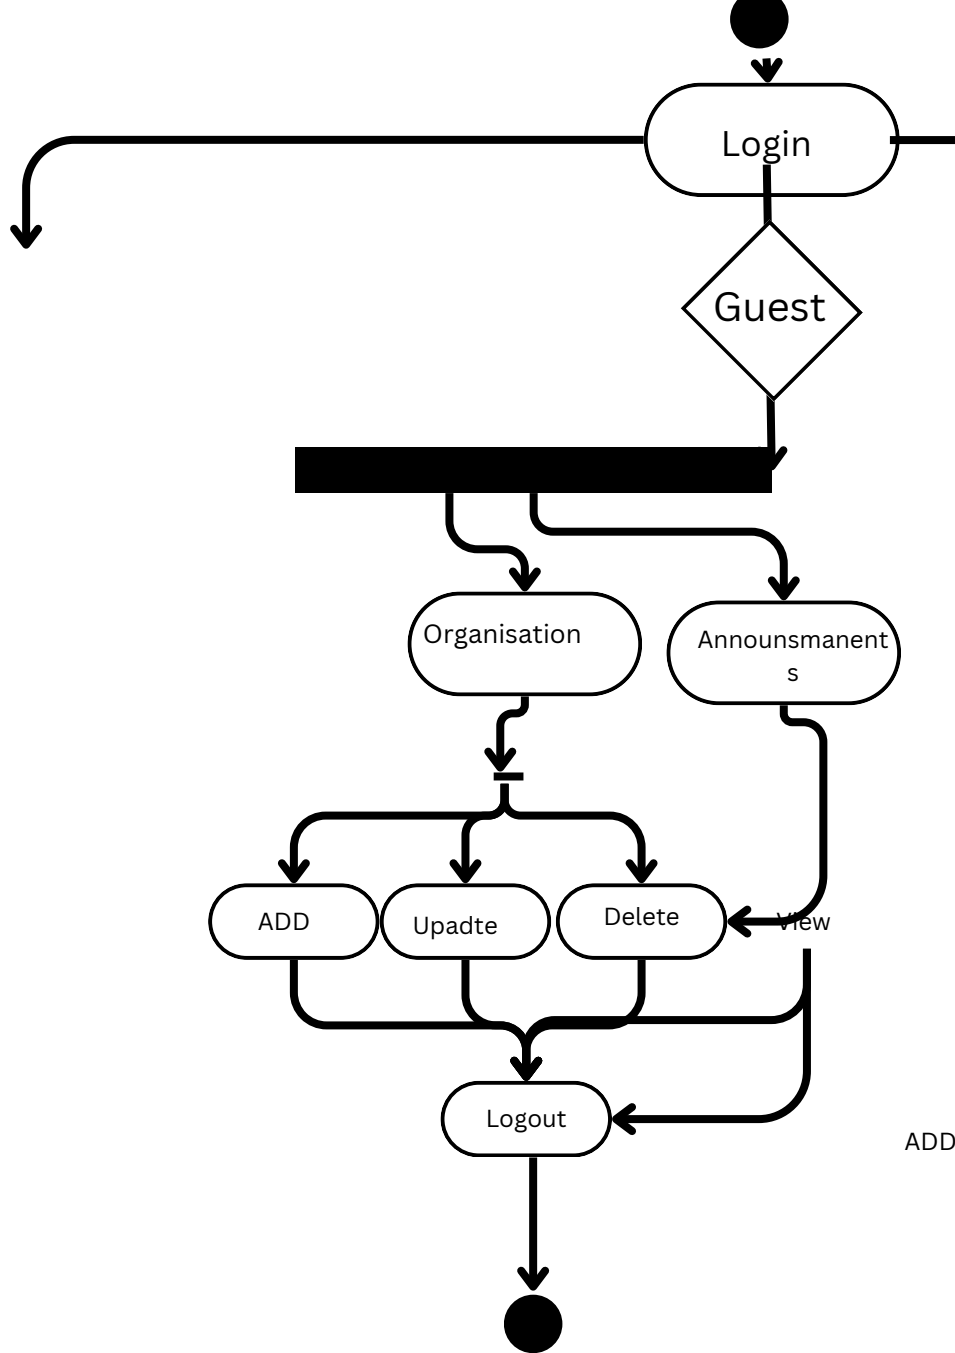 Login
Guest
Organisation
Announsmanent
s
ADD
Upadte
Delete
View
Logout
ADD